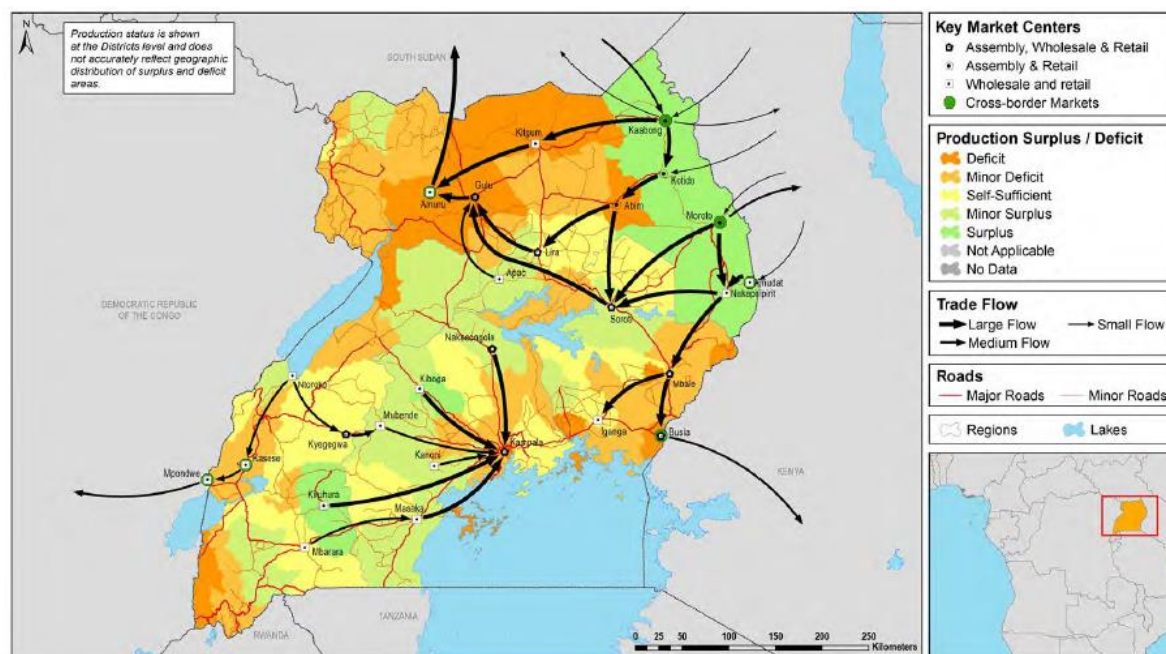 N
Production status is shown
at the Districts level and does
not accurately reflect geographic
distribution of surplus and deficit
areas.
SOUTH SUDAN
Kaabong
Kitgum
Kotido
Amuru
Gulu
Abim
Moroto
Lira
Apac
Amudat
Nakapiripirit
DEMOCRATIC REPUBLIC
OF THE CONGO
Soroti
Nakasongola
Mbale
Ntoroko
Kiboga
Mubende
Iganga
Busia
Kyegegwa
Kampala
Kasese
Kanoni
Mpondwe
KENYA
Kiruhura
Masaka
Mbarara
TANZANIA
RWANDA
0 25 50 100 150 200 250
Kilometers
Key Market Centers
Assembly, Wholesale & Retail
Assembly & Retail
Wholesale and retail
Cross-border Markets
Production Surplus / Deficit
Deficit
Minor Deficit
Self-Sufficient
Minor Surplus
Surplus
Not Applicable
No Data
Trade Flow
Large Flow Small Flow
Medium Flow
Roads
Major Roads Minor Roads
Regions Lakes